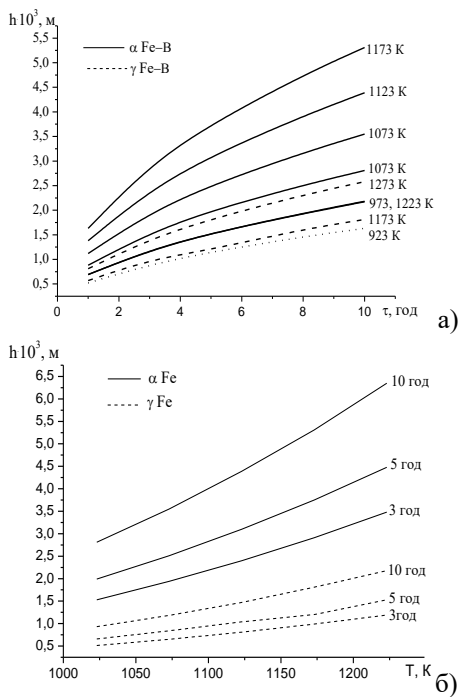 h 10³, м
5,5
5,0
4,5
4,0
3,5
3,0
2,5
2,0
1,5
1,0
0,5
α Fe–B
γ Fe–B
1173 K
1123 K
1073 K
1073 K
1273 K
973, 1223 K
1173 K
923 K
0 2 4 6 8 10
τ, год
а)
h 10³, м
6,5
6,0
5,5
5,0
4,5
4,0
3,5
3,0
2,5
2,0
1,5
1,0
0,5
α Fe
γ Fe
10 год
5 год
3 год
10 год
5 год
3год
1000 1050 1100 1150 1200
T, K
б)